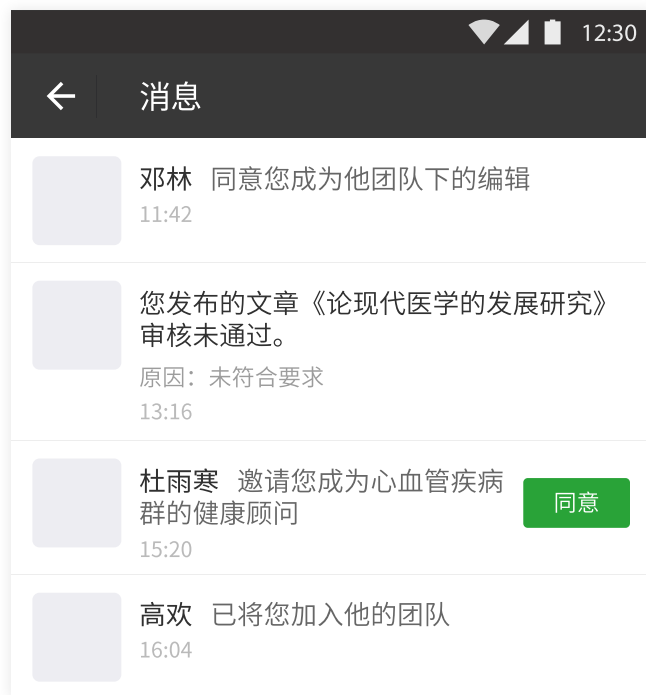 12:30
消息
邓林 同意您成为他团队下的编辑
11:42
您发布的文章《论现代医学的发展研究》
审核未通过。
原因：未符合要求
13:16
杜雨寒 邀请您成为心血管疾病
群的健康顾问
同意
15:20
高欢 已将您加入他的团队
16:04